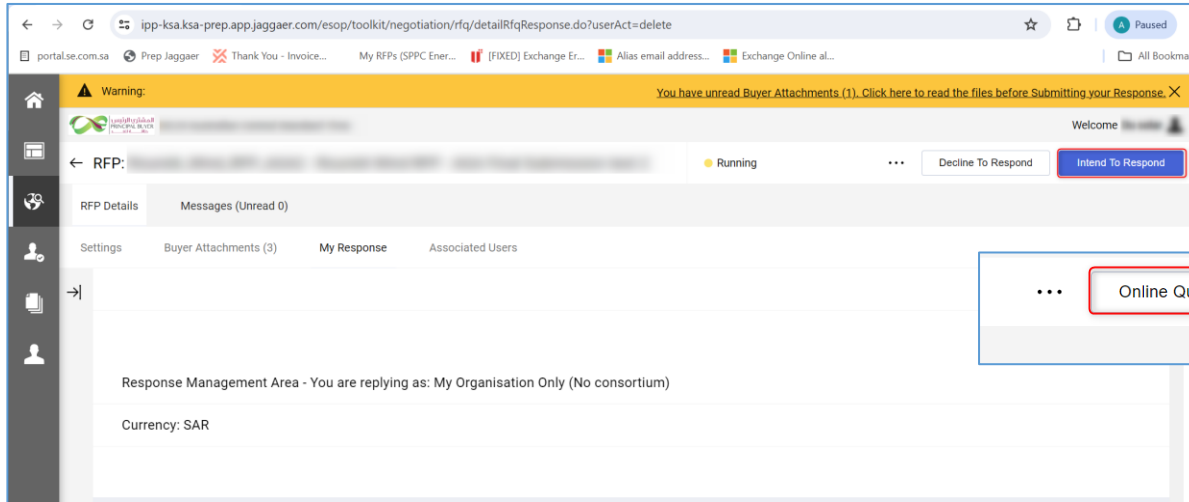 ipp-ksa.ksa-prep.app.jaggaer.com/esop/toolkit/negotiation/rfq/detailRfqResponse.do?userAct=delete
A Paused
portal.se.com.sa Prep Jaggaer Thank You - Invoice... My RFPs (SPPC Ener... [FIXED] Exchange Er... Alias email address... Exchange Online al... All Bookma
Warning: You have unread Buyer Attachments (1). Click here to read the files before Submitting your Response.
PRINCIPAL BUYER
Welcome
RFP: Running ... Decline To Respond Intend To Respond
RFP Details Messages (Unread 0)
Settings Buyer Attachments (3) My Response Associated Users
... Online Qu
Response Management Area - You are replying as: My Organisation Only (No consortium)
Currency: SAR